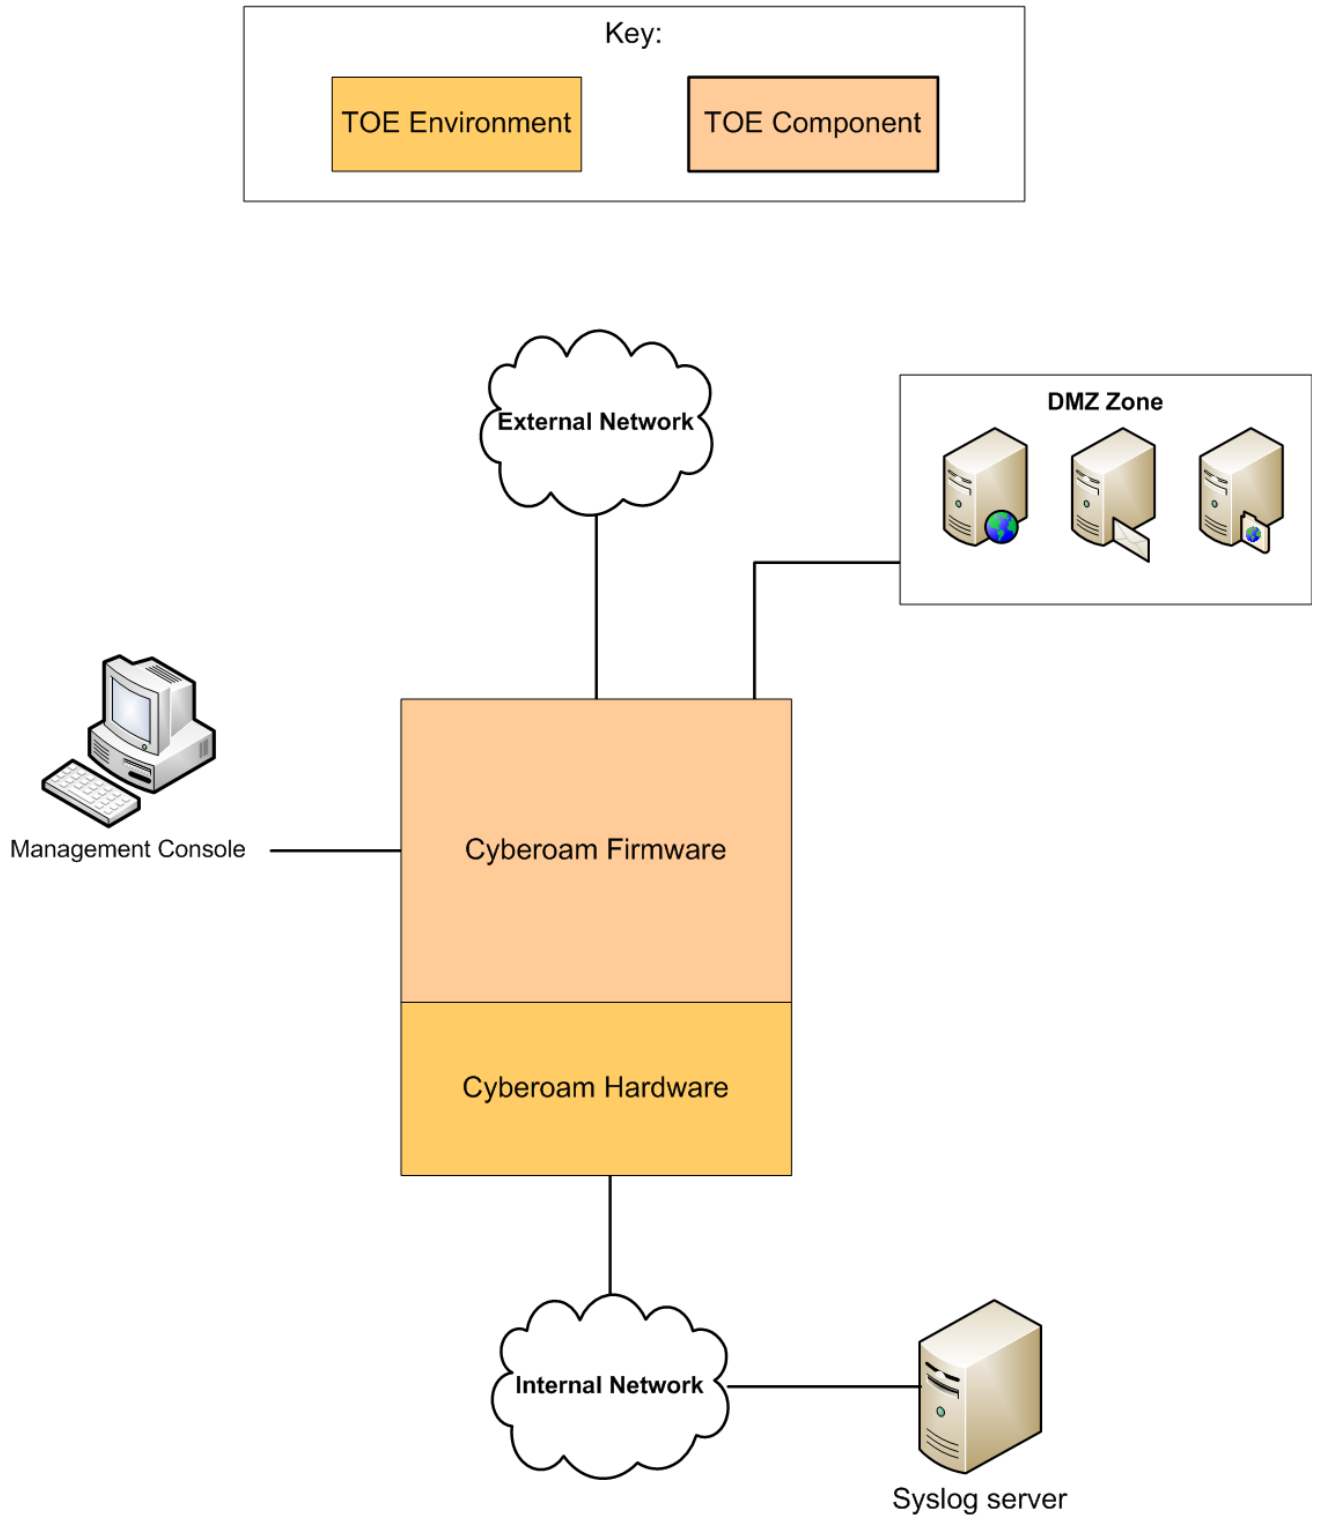 Key:
TOE Environment
TOE Component
External Network
DMZ Zone
Management Console
Cyberoam Firmware
Cyberoam Hardware
Internal Network
Syslog server